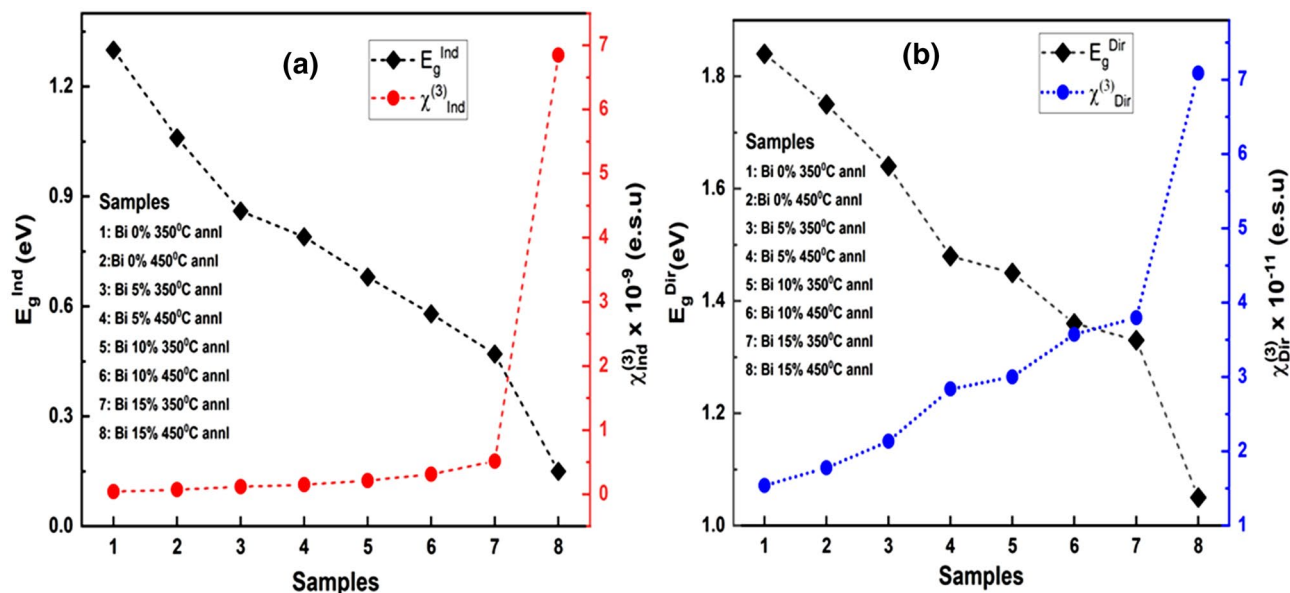 (a)
E_g^Ind
χ^(3)_Ind
1.2
0.9
0.6
0.3
0.0
E_g^Ind (eV)
Samples
1: Bi 0% 350⁰C annl
2:Bi 0% 450⁰C annl
3: Bi 5% 350⁰C annl
4: Bi 5% 450⁰C annl
5: Bi 10% 350⁰C annl
6: Bi 10% 450⁰C annl
7: Bi 15% 350⁰C annl
8: Bi 15% 450⁰C annl
1 2 3 4 5 6 7 8
Samples
7
6
5
4
3
2
1
0
χ^(3)_Ind x 10⁻⁹ (e.s.u)
(b)
E_g^Dir
χ^(3)_Dir
1.8
1.6
1.4
1.2
1.0
E_g^Dir(eV)
Samples
1: Bi 0% 350⁰C annl
2:Bi 0% 450⁰C annl
3: Bi 5% 350⁰C annl
4: Bi 5% 450⁰C annl
5: Bi 10% 350⁰C annl
6: Bi 10% 450⁰C annl
7: Bi 15% 350⁰C annl
8: Bi 15% 450⁰C annl
1 2 3 4 5 6 7 8
Samples
7
6
5
4
3
2
1
χ^(3)_Dir x 10⁻¹¹ (e.s.u)